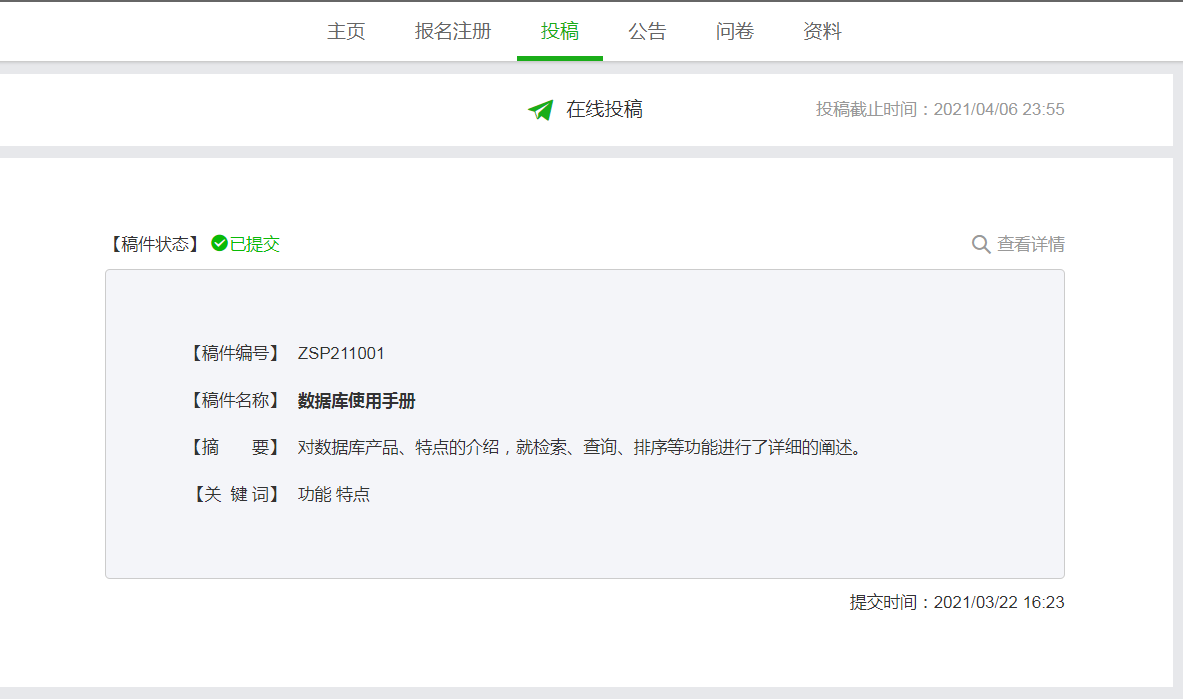 主页 报名注册 投稿 公告 问卷 资料
在线投稿 投稿截止时间：2021/04/06 23:55
【稿件状态】 已提交 查看详情
【稿件编号】 ZSP211001
【稿件名称】 数据库使用手册
【摘 要】 对数据库产品、特点的介绍，就检索、查询、排序等功能进行了详细的阐述。
【关 键 词】 功能 特点
提交时间：2021/03/22 16:23